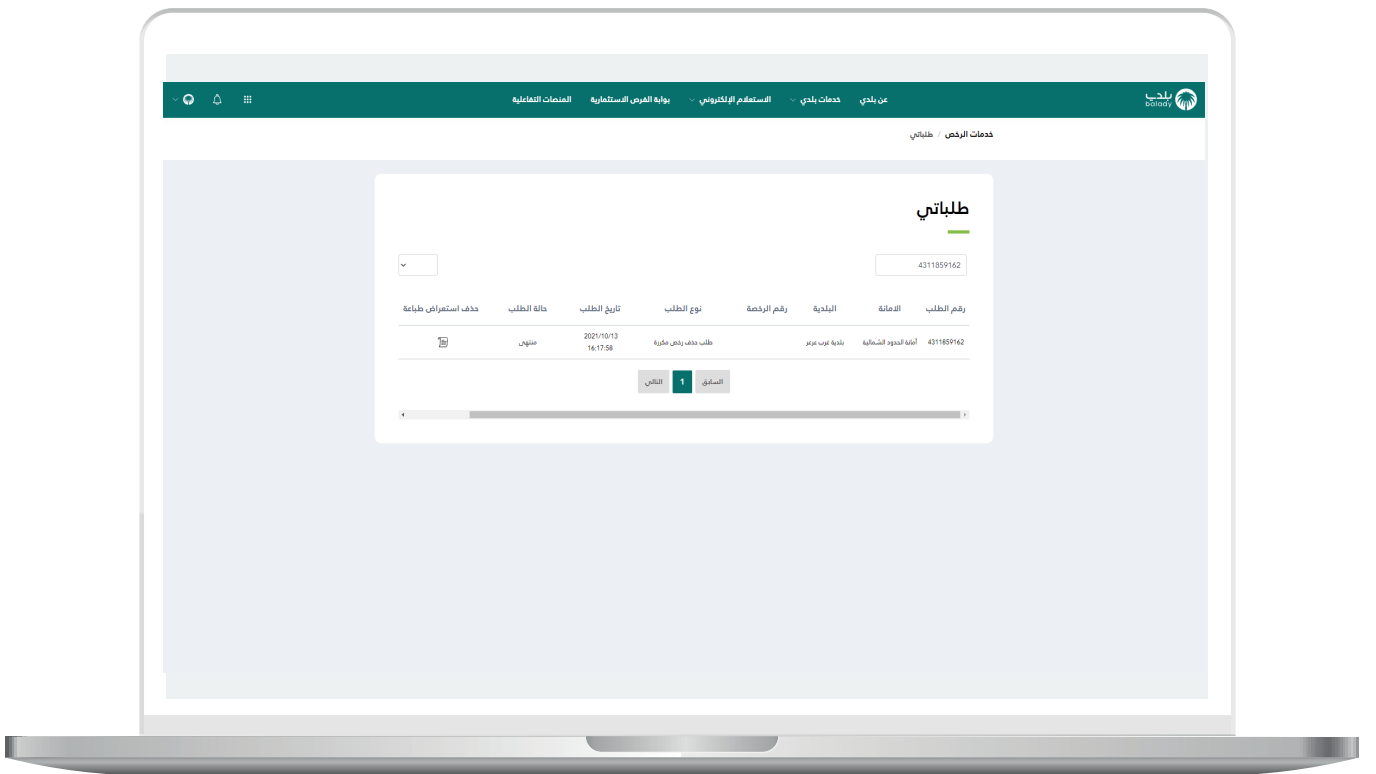 بلدي
balady
عن بلدي
خدمات بلدي
الاستعلام الإلكتروني
بوابة الفرص الاستثمارية
المنصات التفاعلية
خدمات الرخص / طلباتي
طلباتي
4311859162
رقم الطلب الامانة البلدية رقم الرخصة نوع الطلب تاريخ الطلب حالة الطلب حذف استعراض طباعة
4311859162 أمانة الحدود الشمالية بلدية غرب عرعر طلب حذف رخص مكررة 2021/10/13 منتهى
16:17:58
السابق 1 التالي